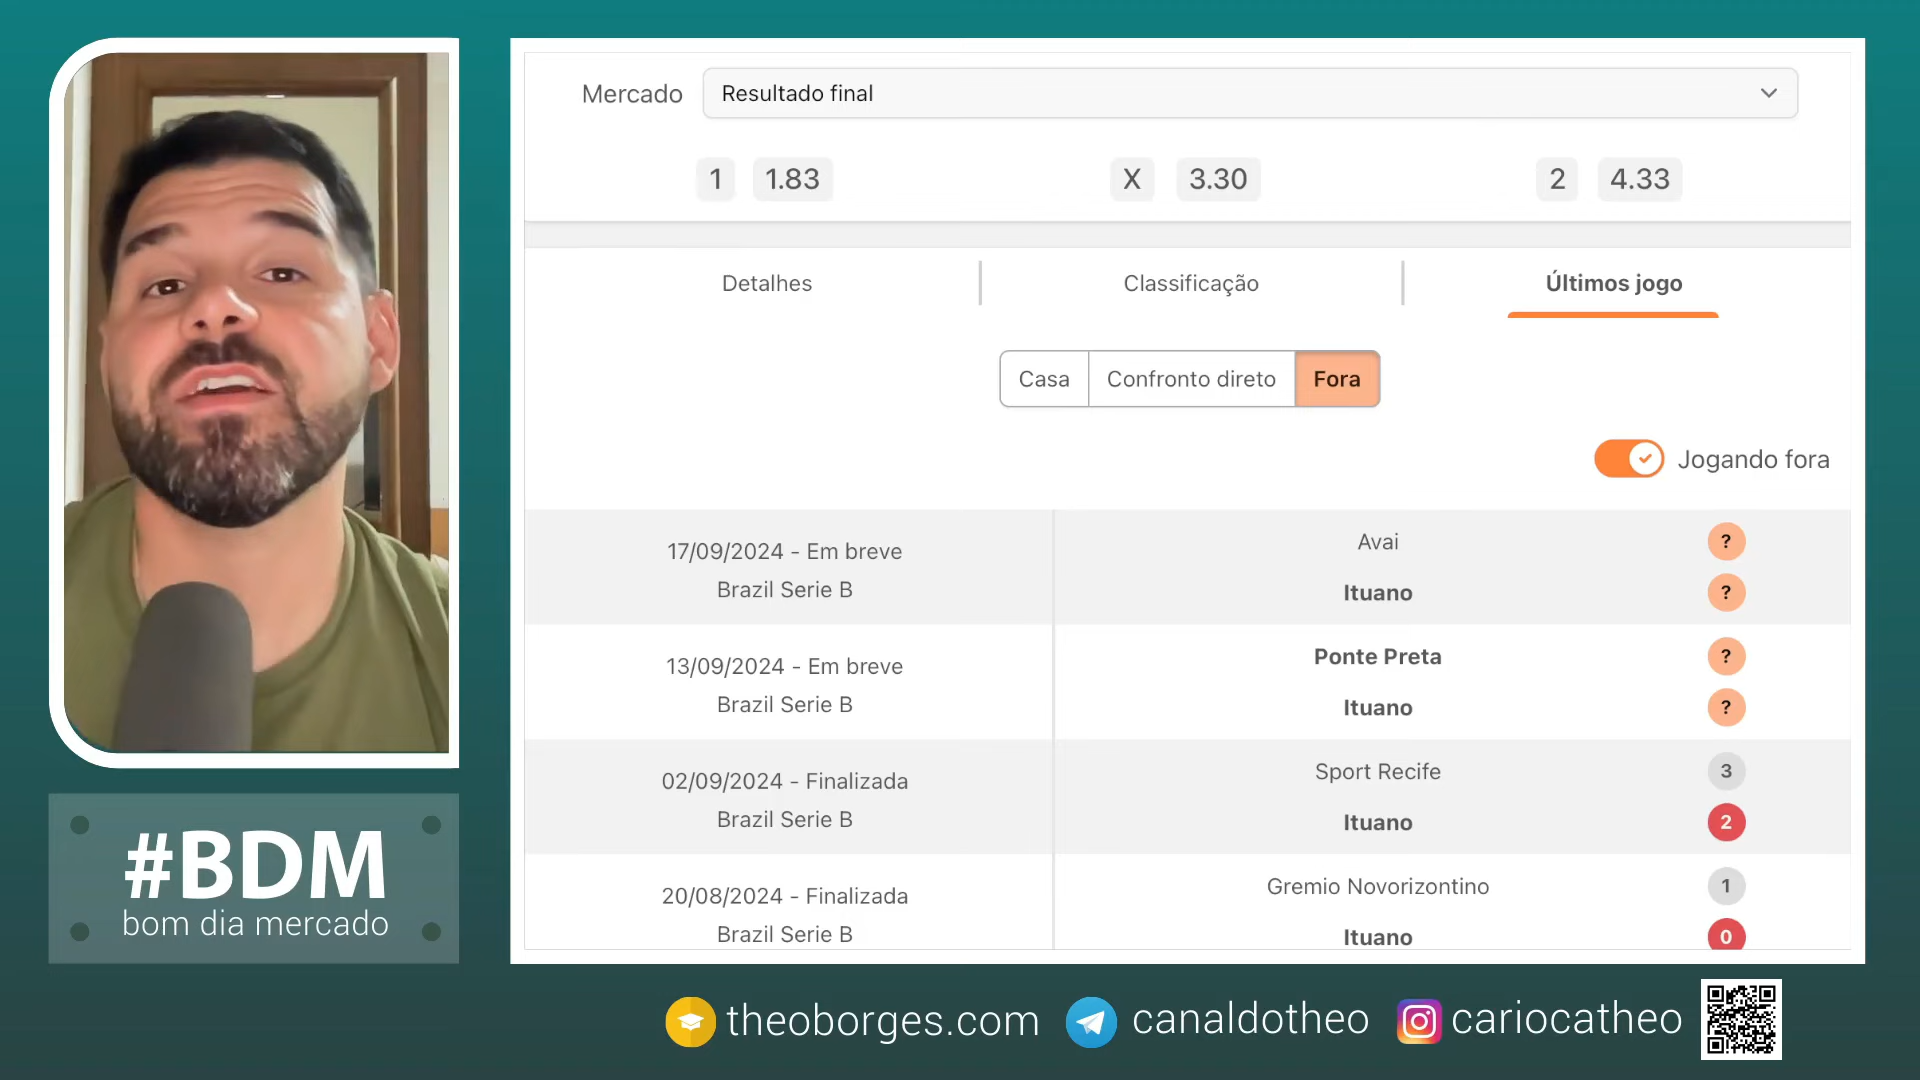 Mercado
Resultado final
1 1.83
X 3.30
2 4.33
Detalhes
Classificação
Últimos jogo
Casa
Confronto direto
Fora
Jogando fora
17/09/2024 - Em breve
Brazil Serie B
Avai ?
Ituano ?
13/09/2024 - Em breve
Brazil Serie B
Ponte Preta ?
Ituano ?
02/09/2024 - Finalizada
Brazil Serie B
Sport Recife 3
Ituano 2
20/08/2024 - Finalizada
Brazil Serie B
Gremio Novorizontino 1
Ituano 0
#BDM
bom dia mercado
theoborges.com
canaldotheo
cariocatheo